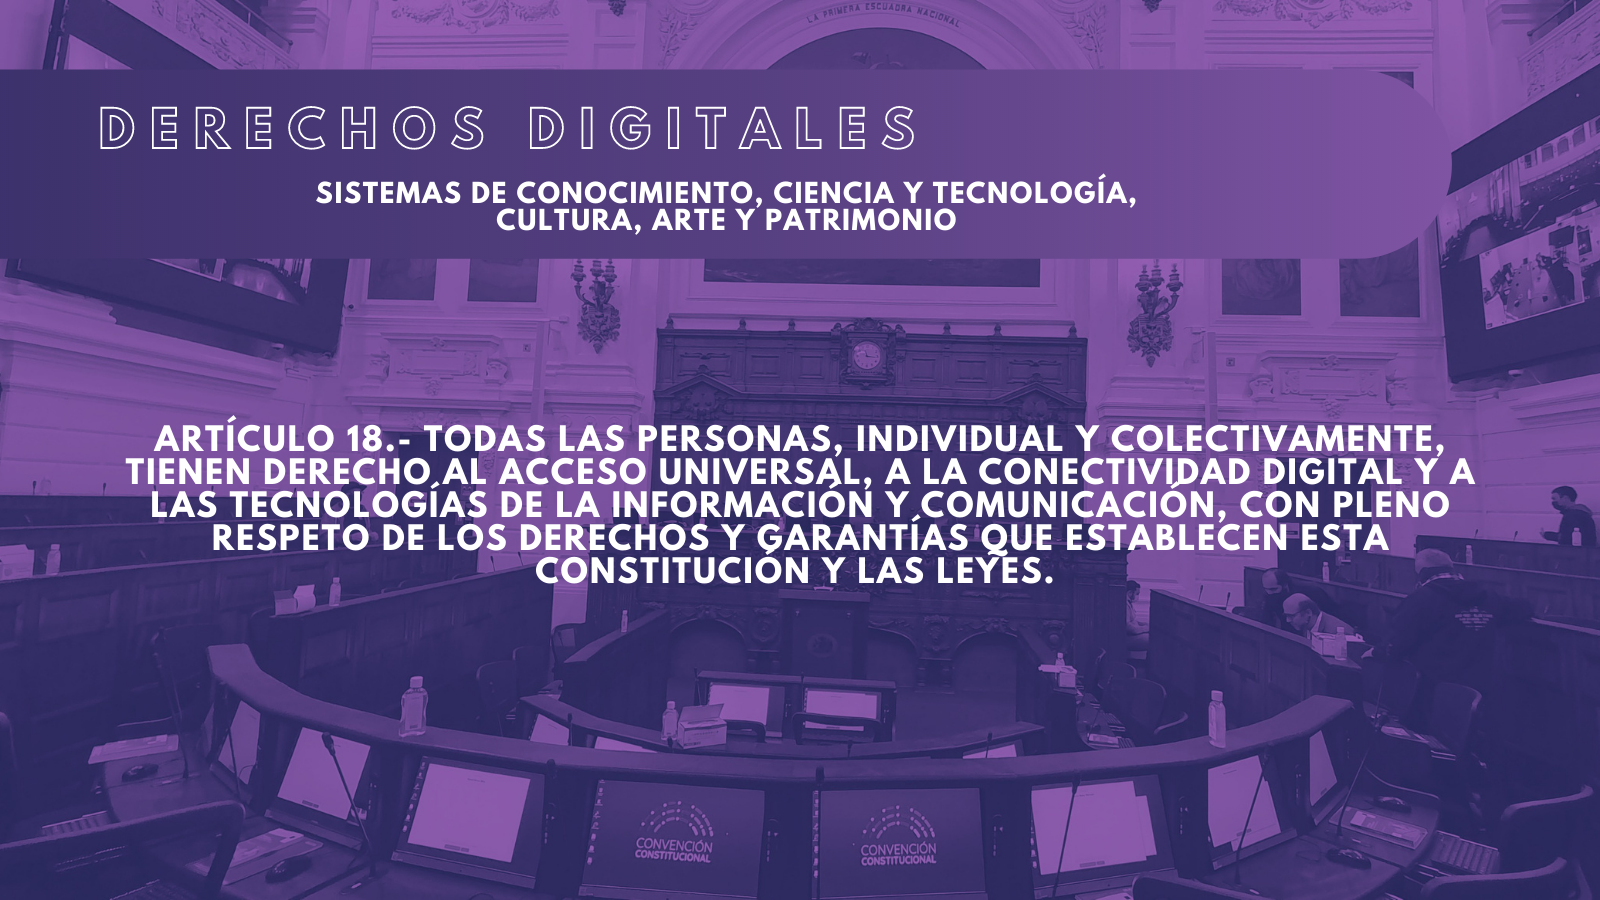 LA PRIMERA ESCUADRA NACIONAL
DERECHOS DIGITALES
SISTEMAS DE CONOCIMIENTO, CIENCIA Y TECNOLOGÍA,
CULTURA, ARTE Y PATRIMONIO
ARTÍCULO 18.- TODAS LAS PERSONAS, INDIVIDUAL Y COLECTIVAMENTE,
TIENEN DERECHO AL ACCESO UNIVERSAL, A LA CONECTIVIDAD DIGITAL Y A
LAS TECNOLOGÍAS DE LA INFORMACIÓN Y COMUNICACIÓN, CON PLENO
RESPETO DE LOS DERECHOS Y GARANTÍAS QUE ESTABLECEN ESTA
CONSTITUCIÓN Y LAS LEYES.
CONVENCIÓN
CONSTITUCIONAL
CONVENCIÓN
CONSTITUCIONAL